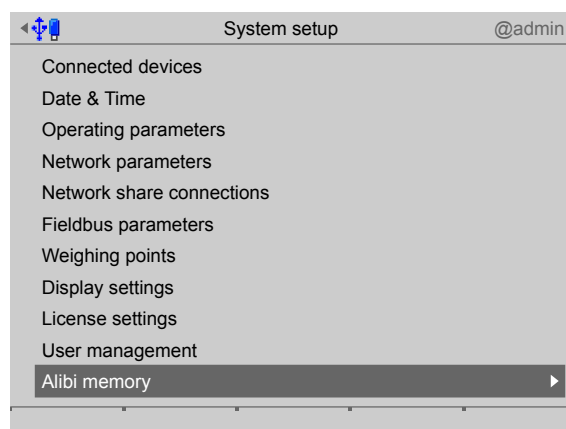 System setup @admin
Connected devices
Date & Time
Operating parameters
Network parameters
Network share connections
Fieldbus parameters
Weighing points
Display settings
License settings
User management
Alibi memory